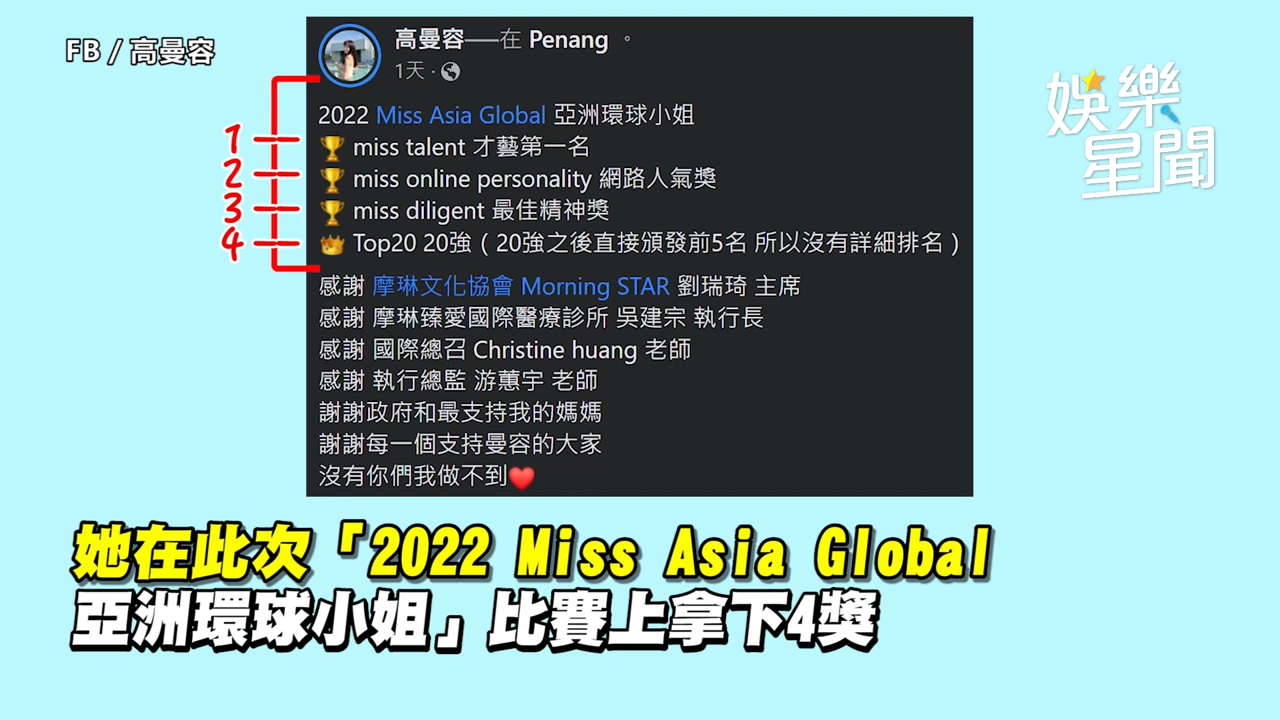 FB / 高曼容
高曼容──在 Penang 。
1天 ·
2022 Miss Asia Global 亞洲環球小姐
🏆 miss talent 才藝第一名
🏆 miss online personality 網路人氣獎
🏆 miss diligent 最佳精神獎
👑 Top20 20強 ( 20強之後直接頒發前5名 所以沒有詳細排名 )
感謝 摩琳文化協會 Morning STAR 劉瑞琦 主席
感謝 摩琳臻愛國際醫療診所 吳建宗 執行長
感謝 國際總召 Christine huang 老師
感謝 執行總監 游蕙宇 老師
謝謝政府和最支持我的媽媽
謝謝每一個支持曼容的大家
沒有你們我做不到❤️
1
2
3
4
娛樂
星聞
她在此次「2022 Miss Asia Global
亞洲環球小姐」比賽上拿下4獎